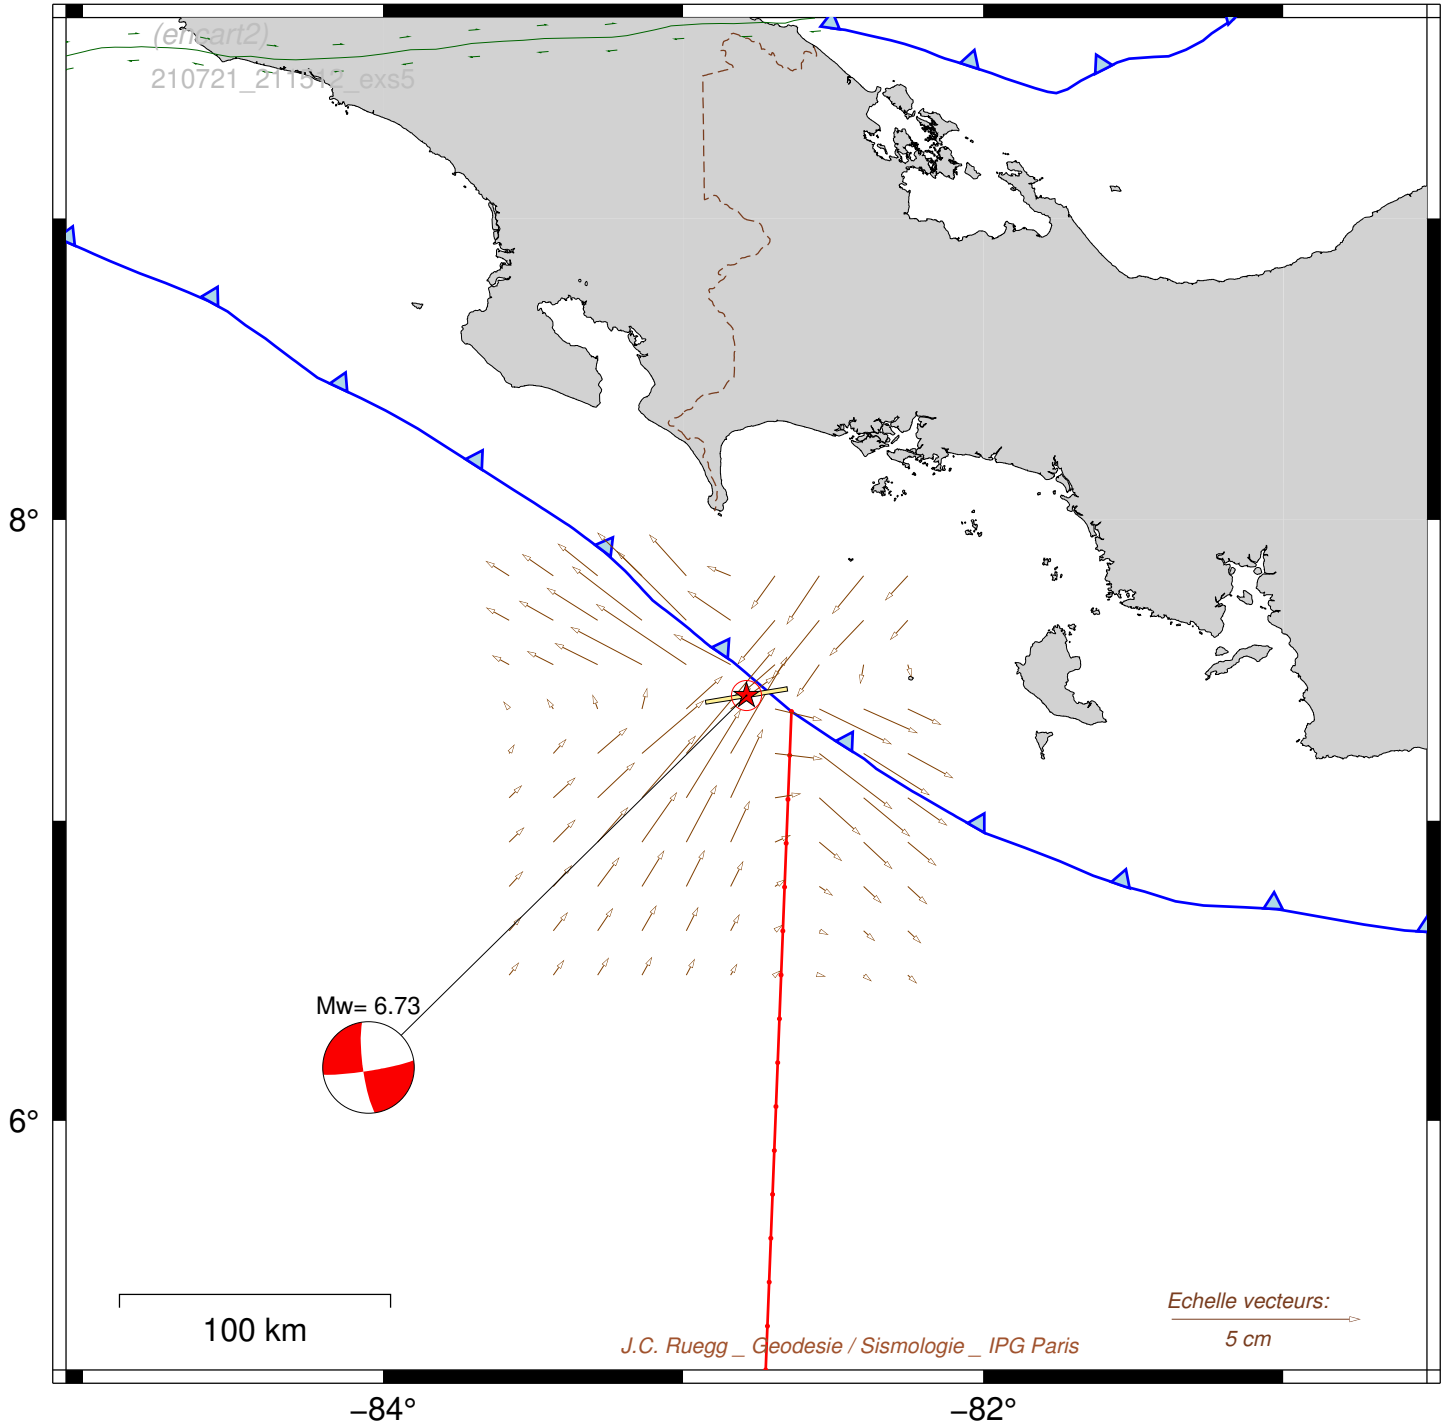 (encart2)
210721_211512_exs5
8°
Mw= 6.73
6°
100 km
Echelle vecteurs:
5 cm
J.C. Ruegg _ Geodesie / Sismologie _ IPG Paris
−84°
−82°